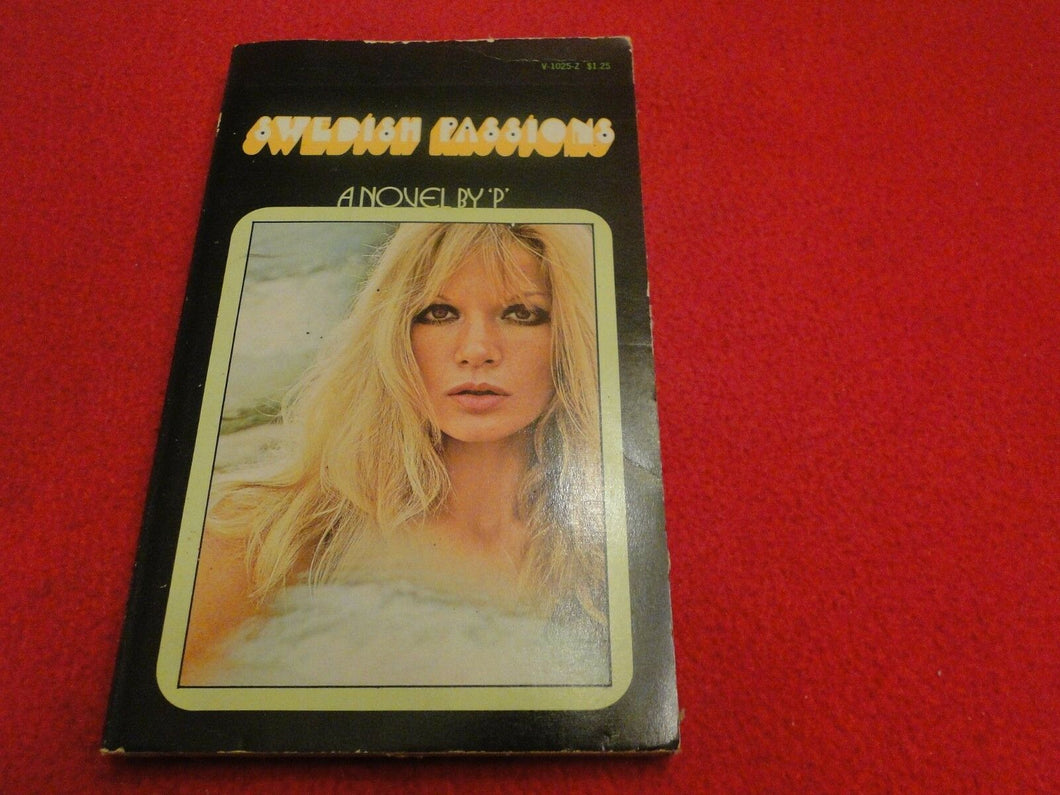 V-1025-Z $1.25
SWEDISH PASSIONS
A NOVEL BY 'P'